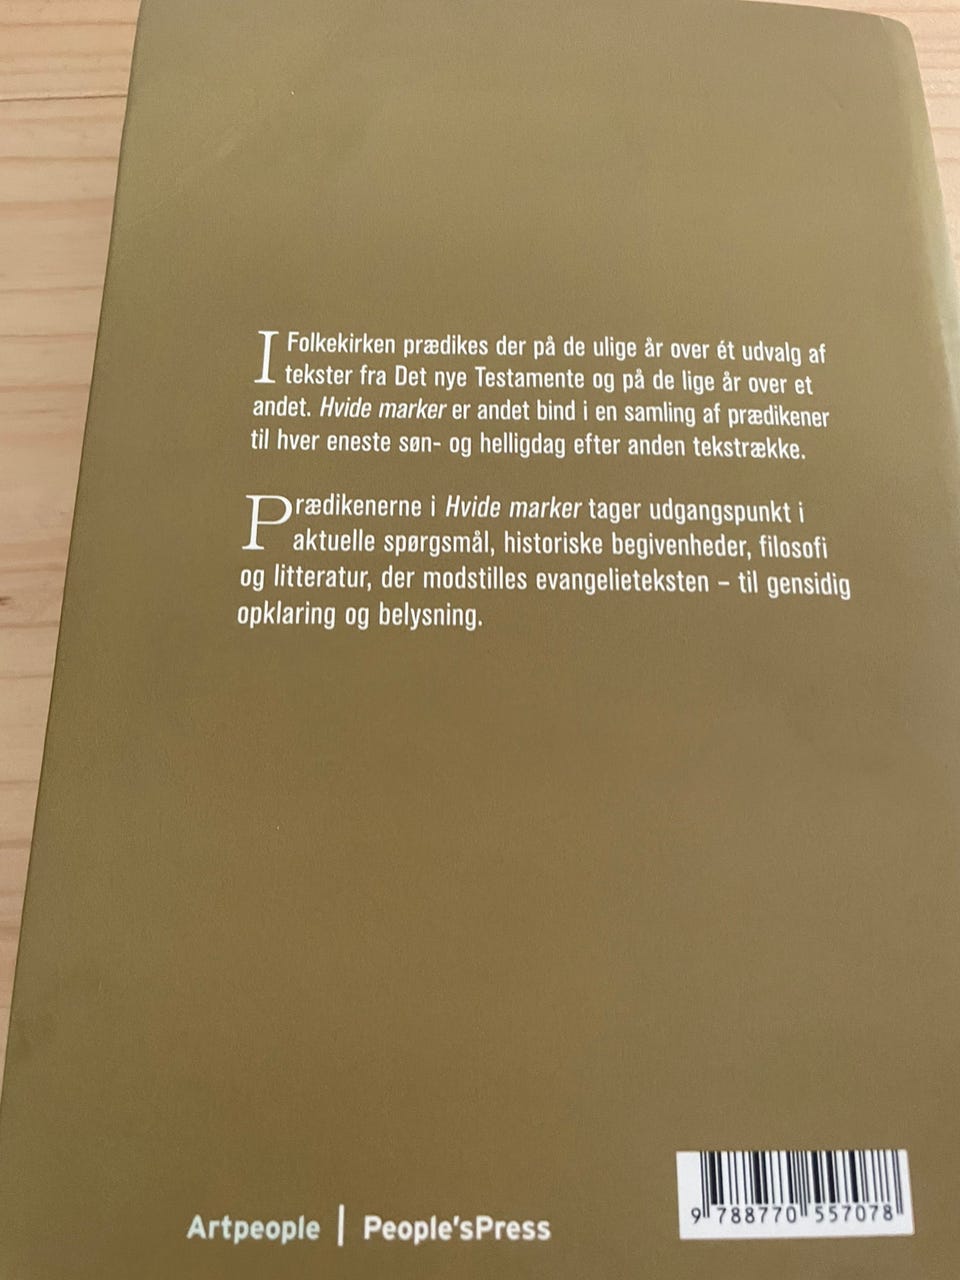 I Folkekirken prædikes der på de ulige år over ét udvalg af
tekster fra Det nye Testamente og på de lige år over et
andet. Hvide marker er andet bind i en samling af prædikener
til hver eneste søn- og helligdag efter anden tekstrække.
Prædikenerne i Hvide marker tager udgangspunkt i
aktuelle spørgsmål, historiske begivenheder, filosofi
og litteratur, der modstilles evangelieteksten – til gensidig
opklaring og belysning.
Artpeople | People'sPress
9 788770 557078